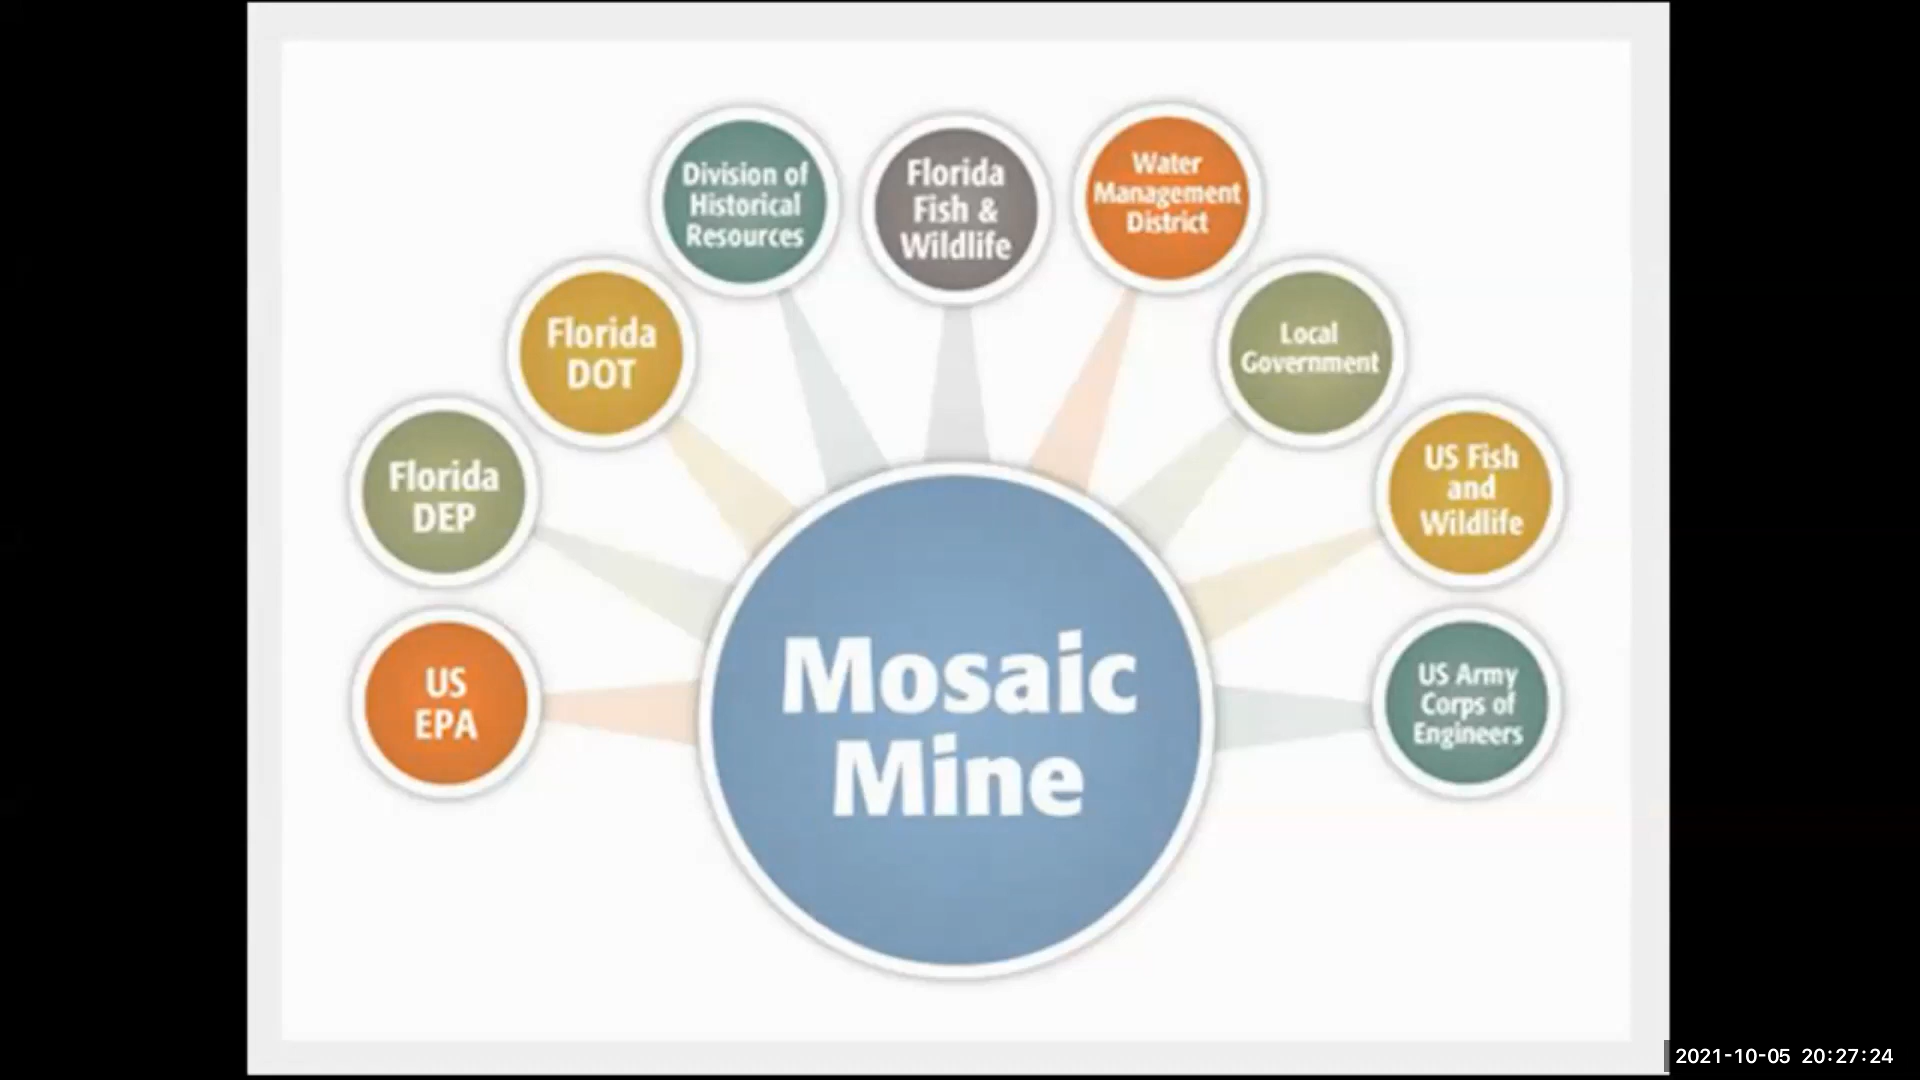 Division of
Historical
Resources
Florida
Fish &
Wildlife
Water
Management
District
Florida
DOT
Local
Government
Florida
DEP
US Fish
and
Wildlife
US
EPA
US Army
Corps of
Engineers
Mosaic
Mine
2021-10-05 20:27:24